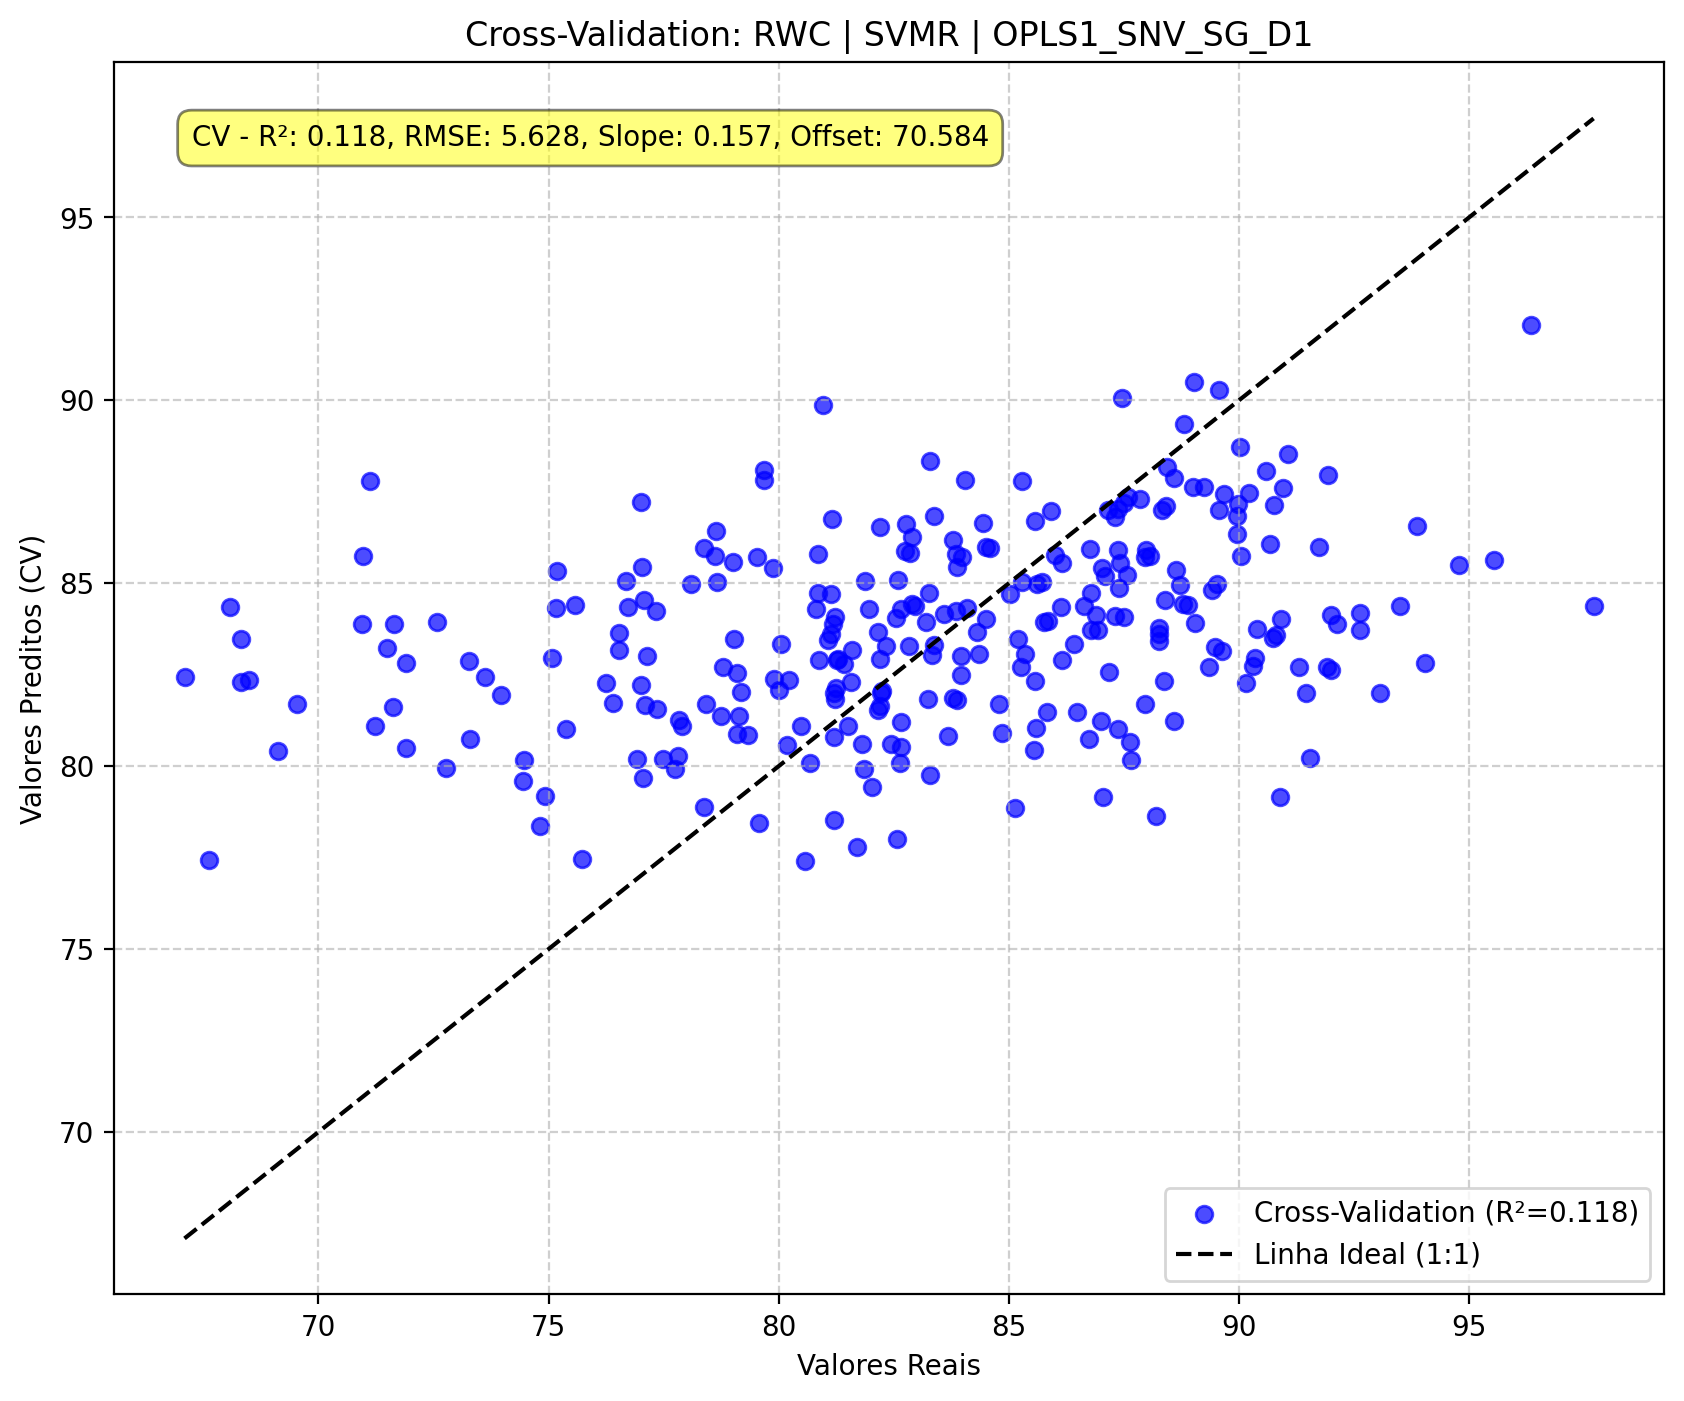 Cross-Validation: RWC | SVMR | OPLS1_SNV_SG_D1
CV - R²: 0.118, RMSE: 5.628, Slope: 0.157, Offset: 70.584
Valores Preditos (CV)
95
90
85
80
75
70
Cross-Validation (R²=0.118)
Linha Ideal (1:1)
70 75 80 85 90 95
Valores Reais